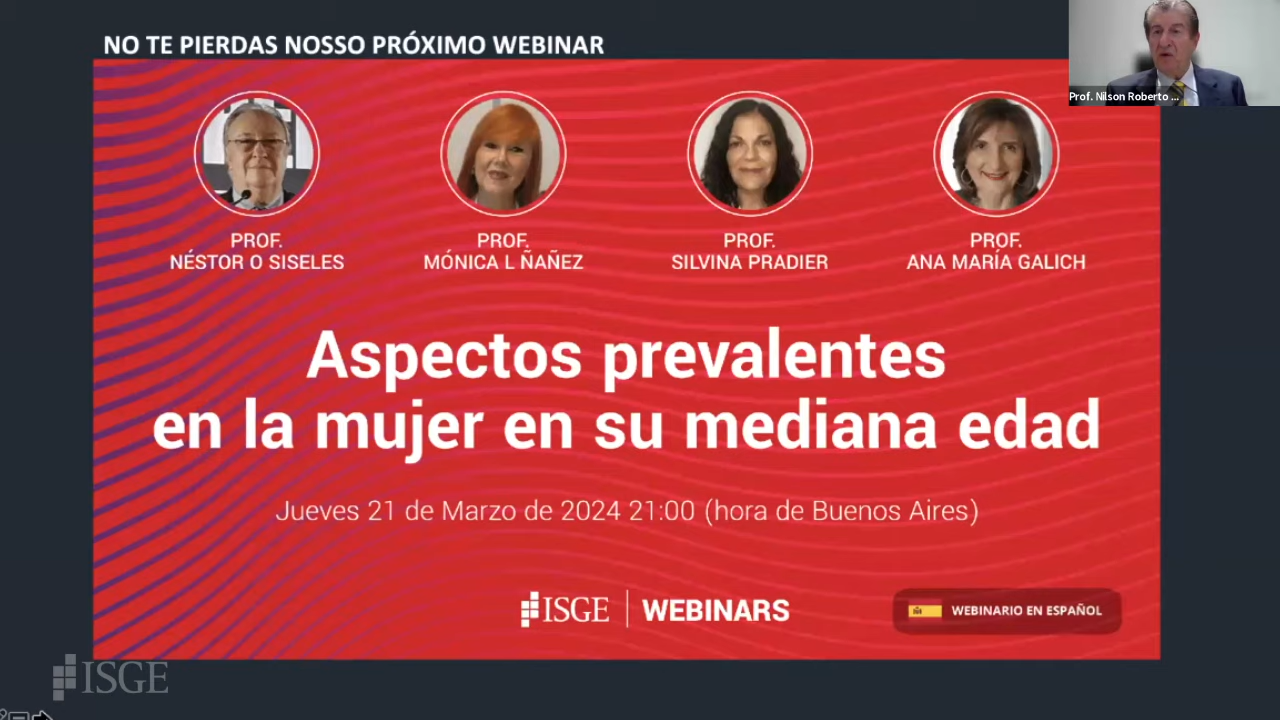 NO TE PIERDAS NOSSO PRÓXIMO WEBINAR
Prof. Nilson Roberto ...
PROF.
NÉSTOR O SISELES
PROF.
MÓNICA L ÑAÑEZ
PROF.
SILVINA PRADIER
PROF.
ANA MARÍA GALICH
Aspectos prevalentes
en la mujer en su mediana edad
Jueves 21 de Marzo de 2024 21:00 (hora de Buenos Aires)
ISGE WEBINARS
WEBINARIO EN ESPAÑOL
ISGE